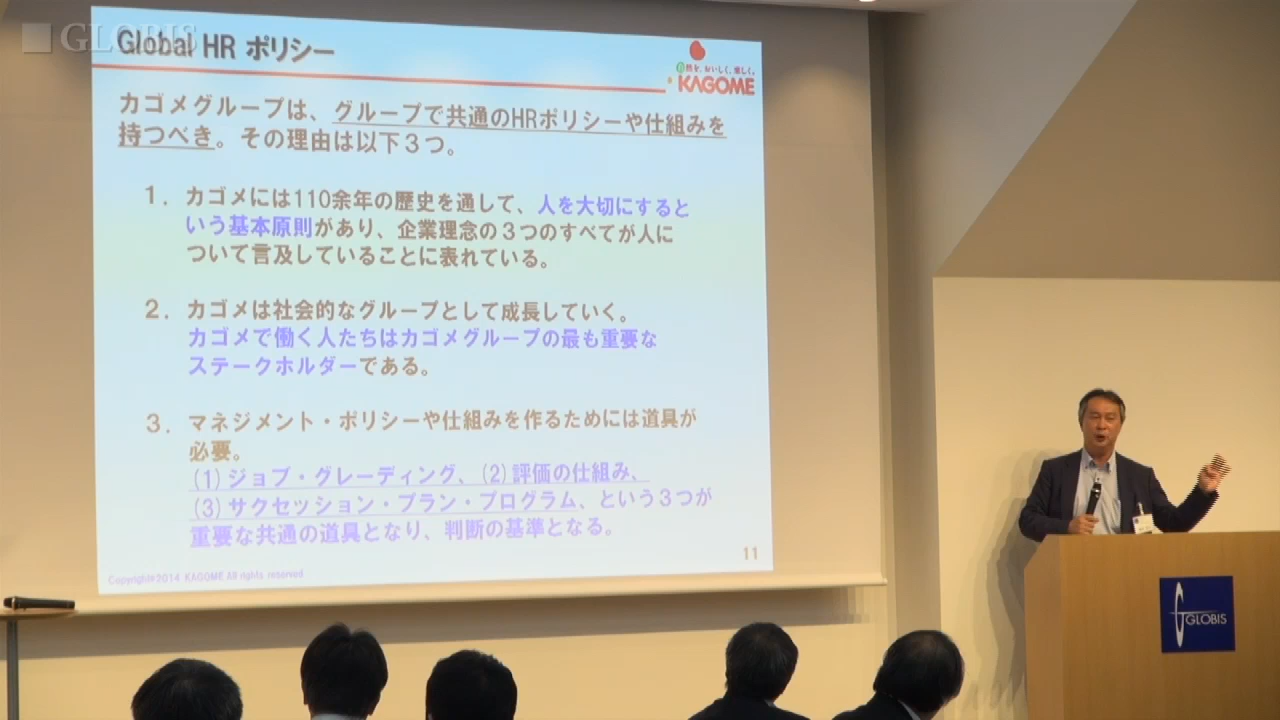 GLOBIS
Global HR ポリシー
自然を、おいしく、楽しく。
KAGOME
カゴメグループは、グループで共通のHRポリシーや仕組みを
持つべき。その理由は以下３つ。
１．カゴメには110余年の歴史を通して、人を大切にすると
いう基本原則があり、企業理念の３つのすべてが人に
ついて言及していることに表れている。
２．カゴメは社会的なグループとして成長していく。
カゴメで働く人たちはカゴメグループの最も重要な
ステークホルダーである。
３．マネジメント・ポリシーや仕組みを作るためには道具が
必要。
(1)ジョブ・グレーディング、(2)評価の仕組み、
(3)サクセッション・プラン・プログラム、という３つが
重要な共通の道具となり、判断の基準となる。
11
Copyright©2014 KAGOME All rights reserved
GLOBIS